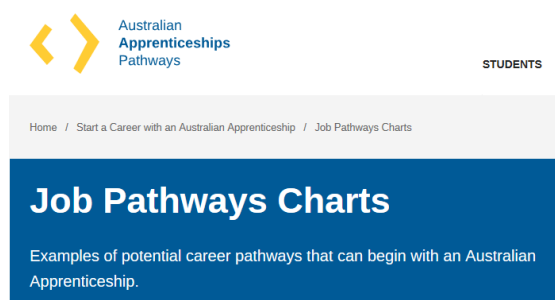 Australian
Apprenticeships
Pathways
STUDENTS
Home / Start a Career with an Australian Apprenticeship / Job Pathways Charts
Job Pathways Charts
Examples of potential career pathways that can begin with an Australian
Apprenticeship.